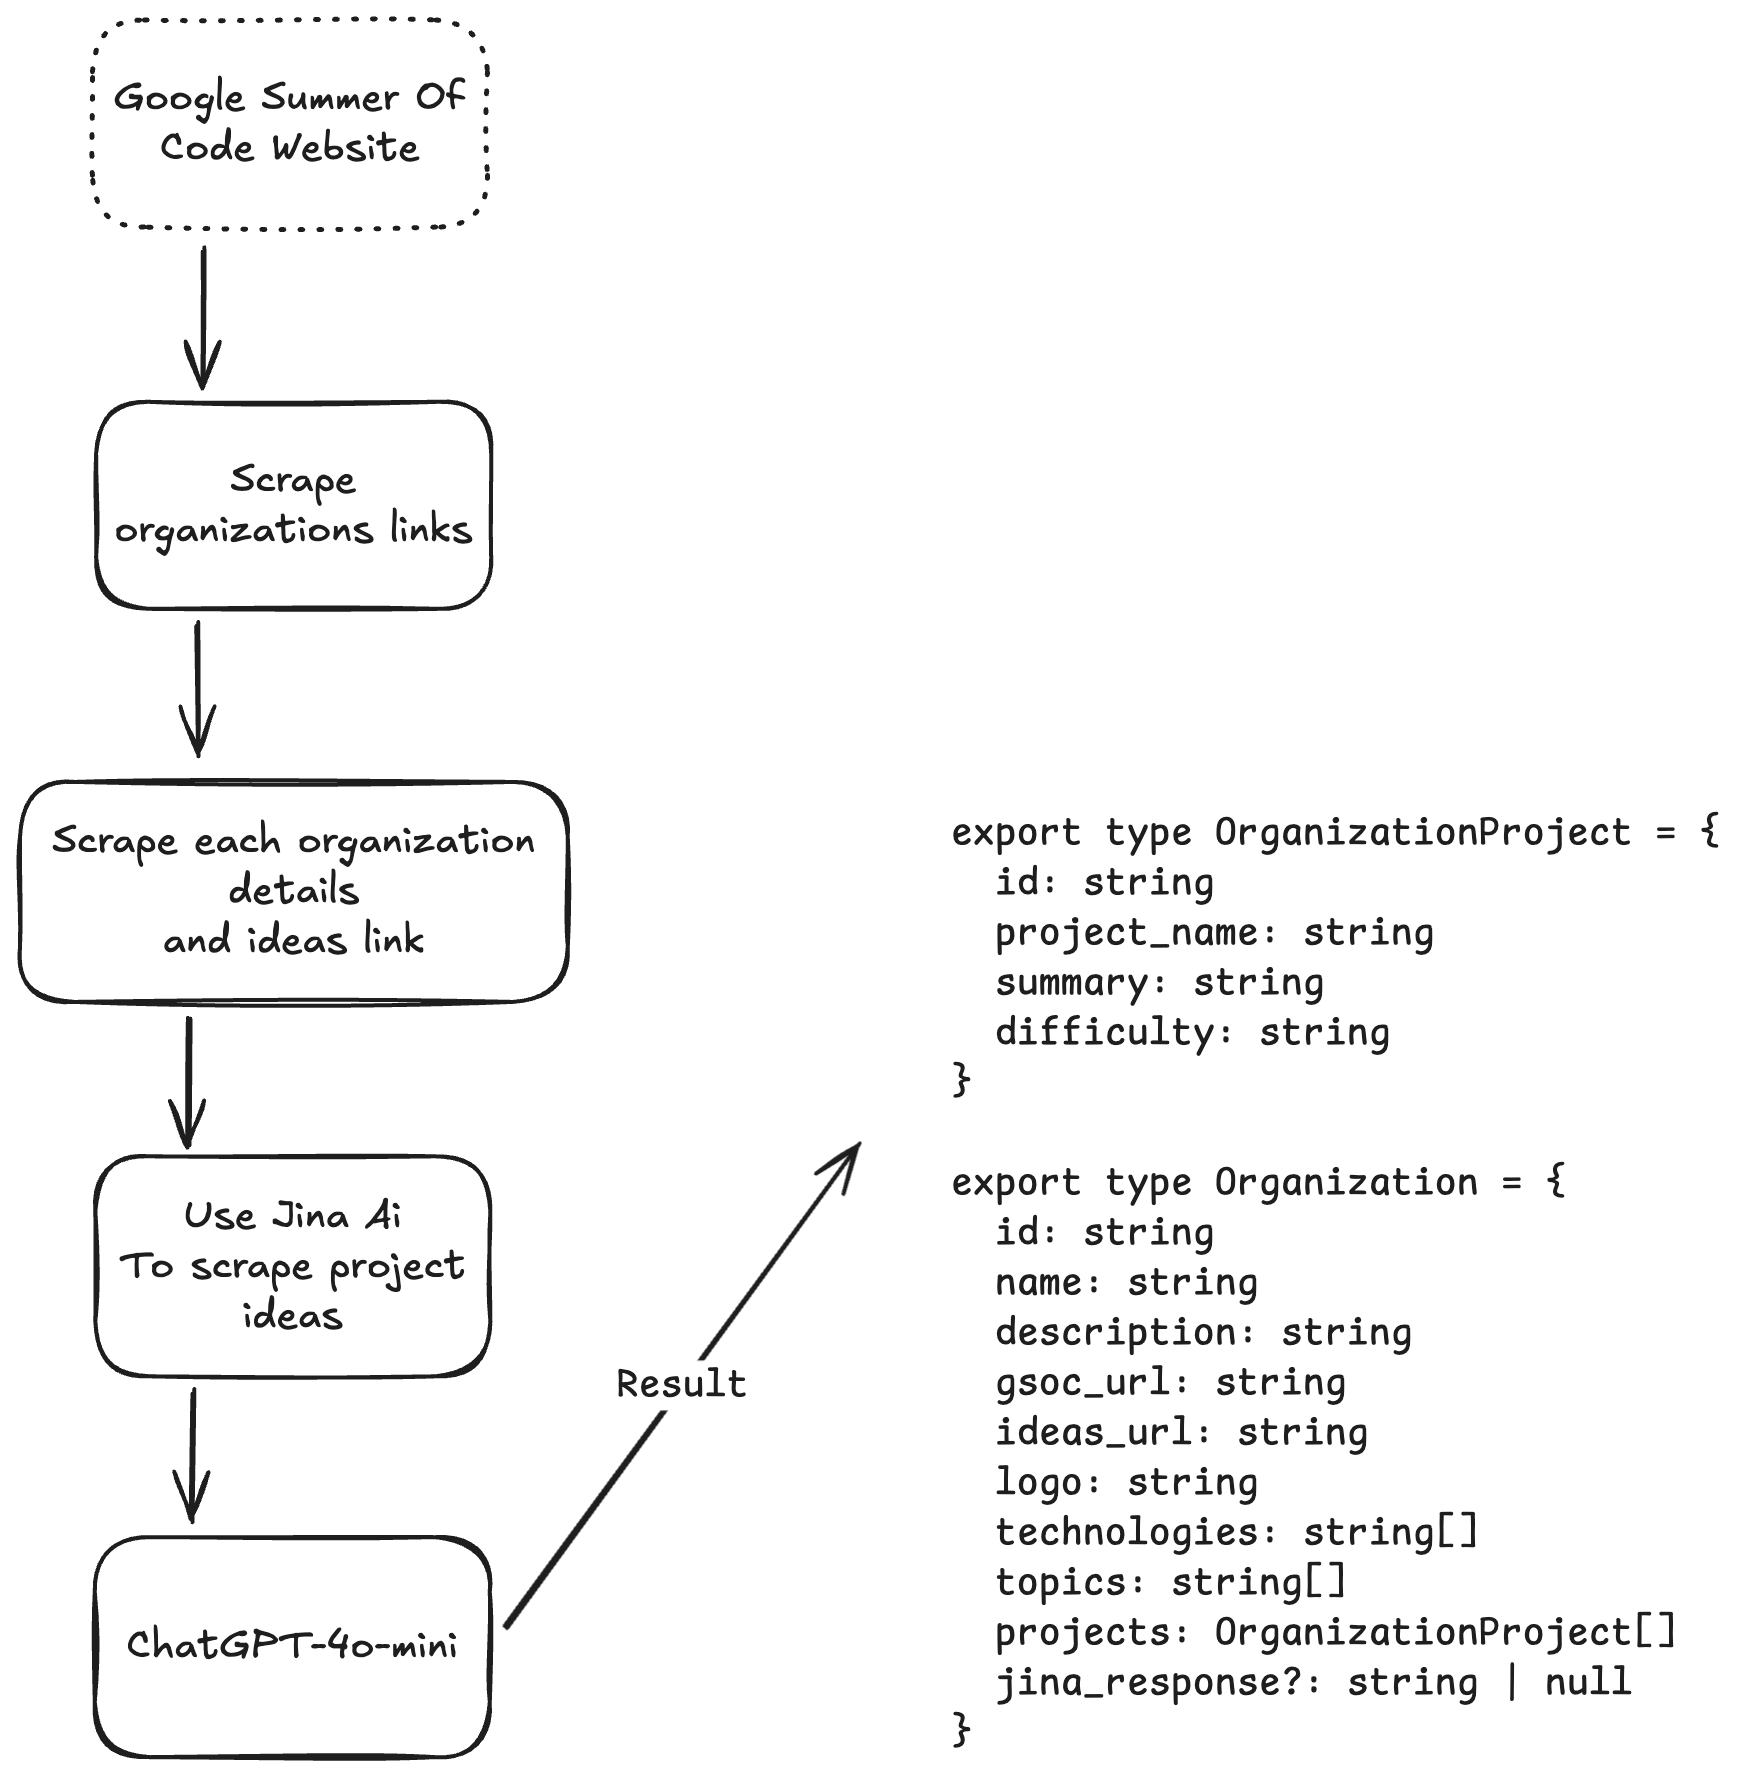 Google Summer Of
Code Website
Scrape
organizations links
Scrape each organization
details
and ideas link
Use Jina Ai
To scrape project
ideas
ChatGPT-4o-mini
Result
export type OrganizationProject = {
  id: string
  project_name: string
  summary: string
  difficulty: string
}
export type Organization = {
  id: string
  name: string
  description: string
  gsoc_url: string
  ideas_url: string
  logo: string
  technologies: string[]
  topics: string[]
  projects: OrganizationProject[]
  jina_response?: string | null
}